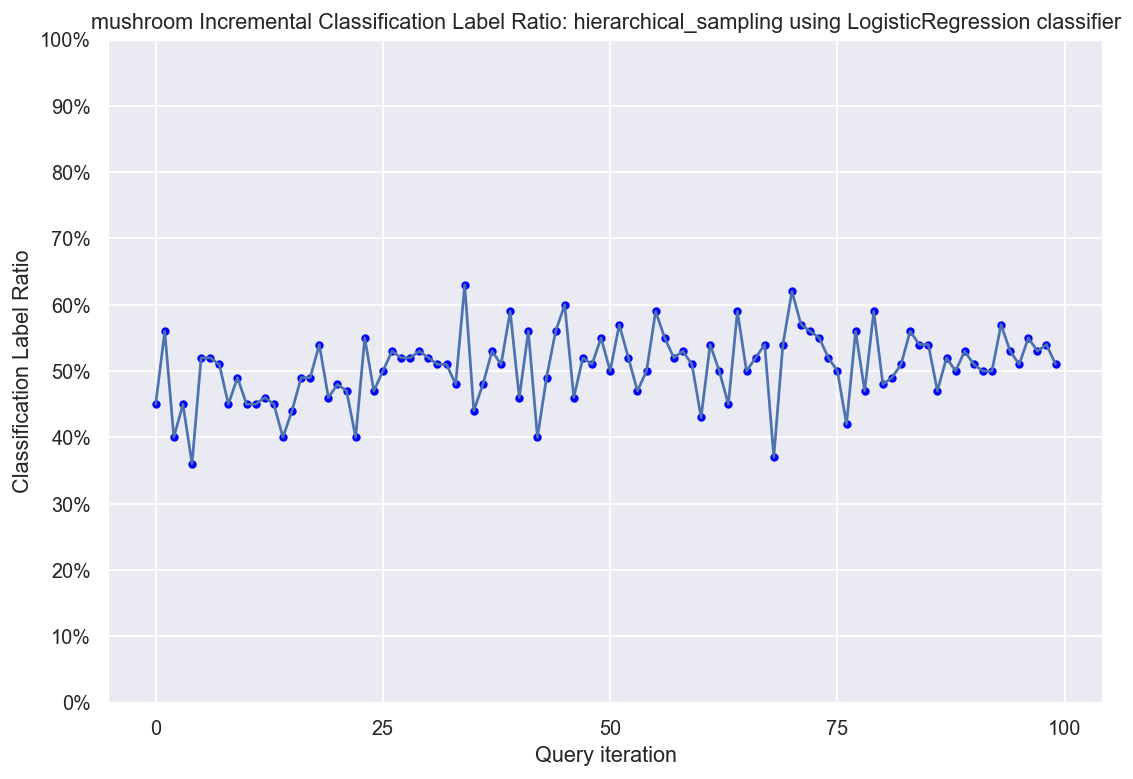 mushroom Incremental Classification Label Ratio: hierarchical_sampling using LogisticRegression classifier
100%
90%
80%
70%
60%
50%
40%
30%
20%
10%
0%
Classification Label Ratio
0 25 50 75 100
Query iteration